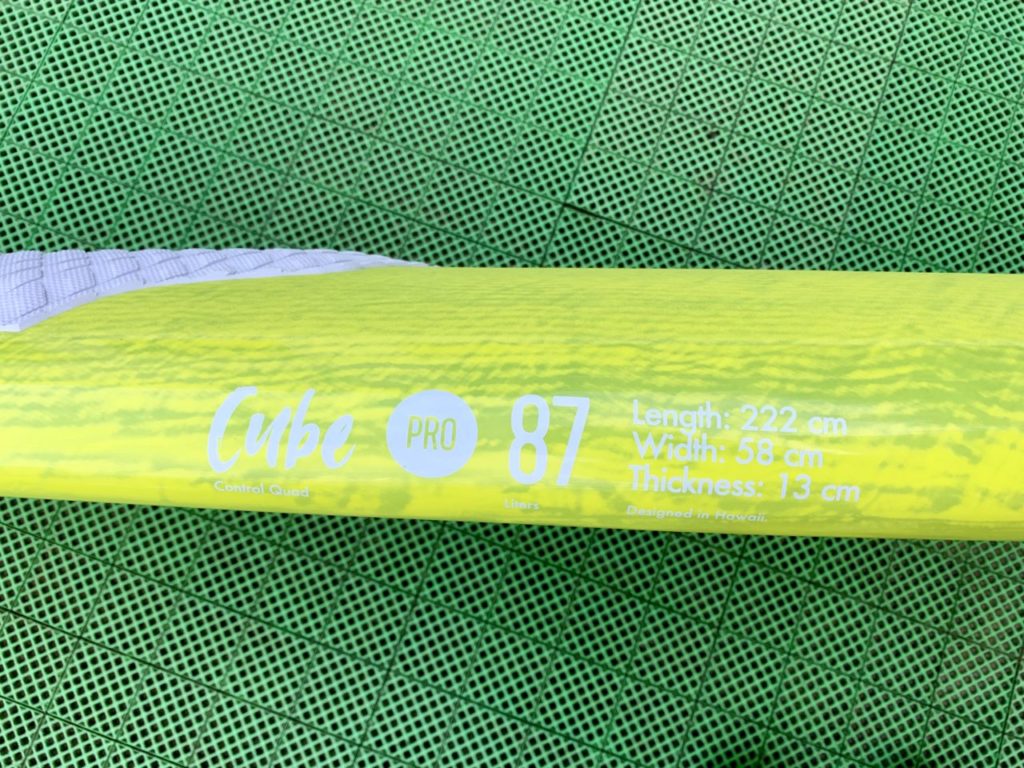 Cube
Control Quad
PRO
87
Liters
Length: 222 cm
Width: 58 cm
Thickness: 13 cm
Designed in Hawaii.